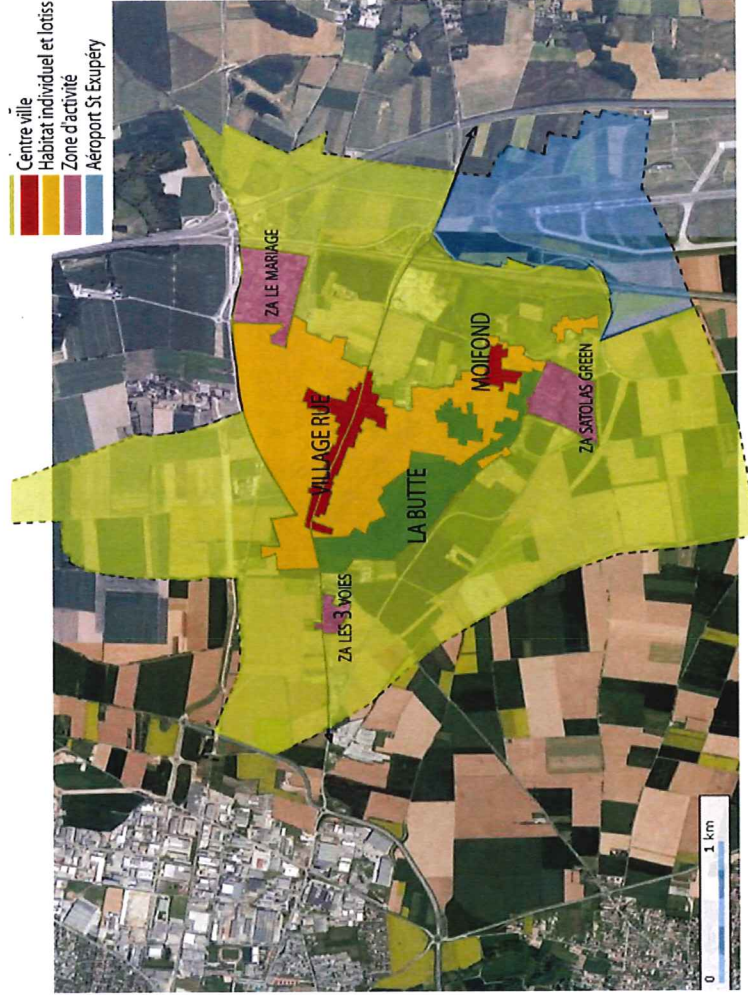 Centre ville
Habitat individuel et lotiss
Zone d'activité
Aéroport St Exupéry
ZA LE MARIAGE
VILLAGE RUE
MOIFOND
LA BUTTE
ZA LES 3 VOIES
ZA SATOLAS GREEN
0 1 km